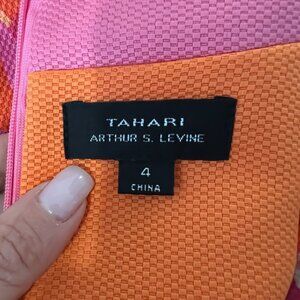 TAHARI
ARTHUR S. LEVINE
4
CHINA